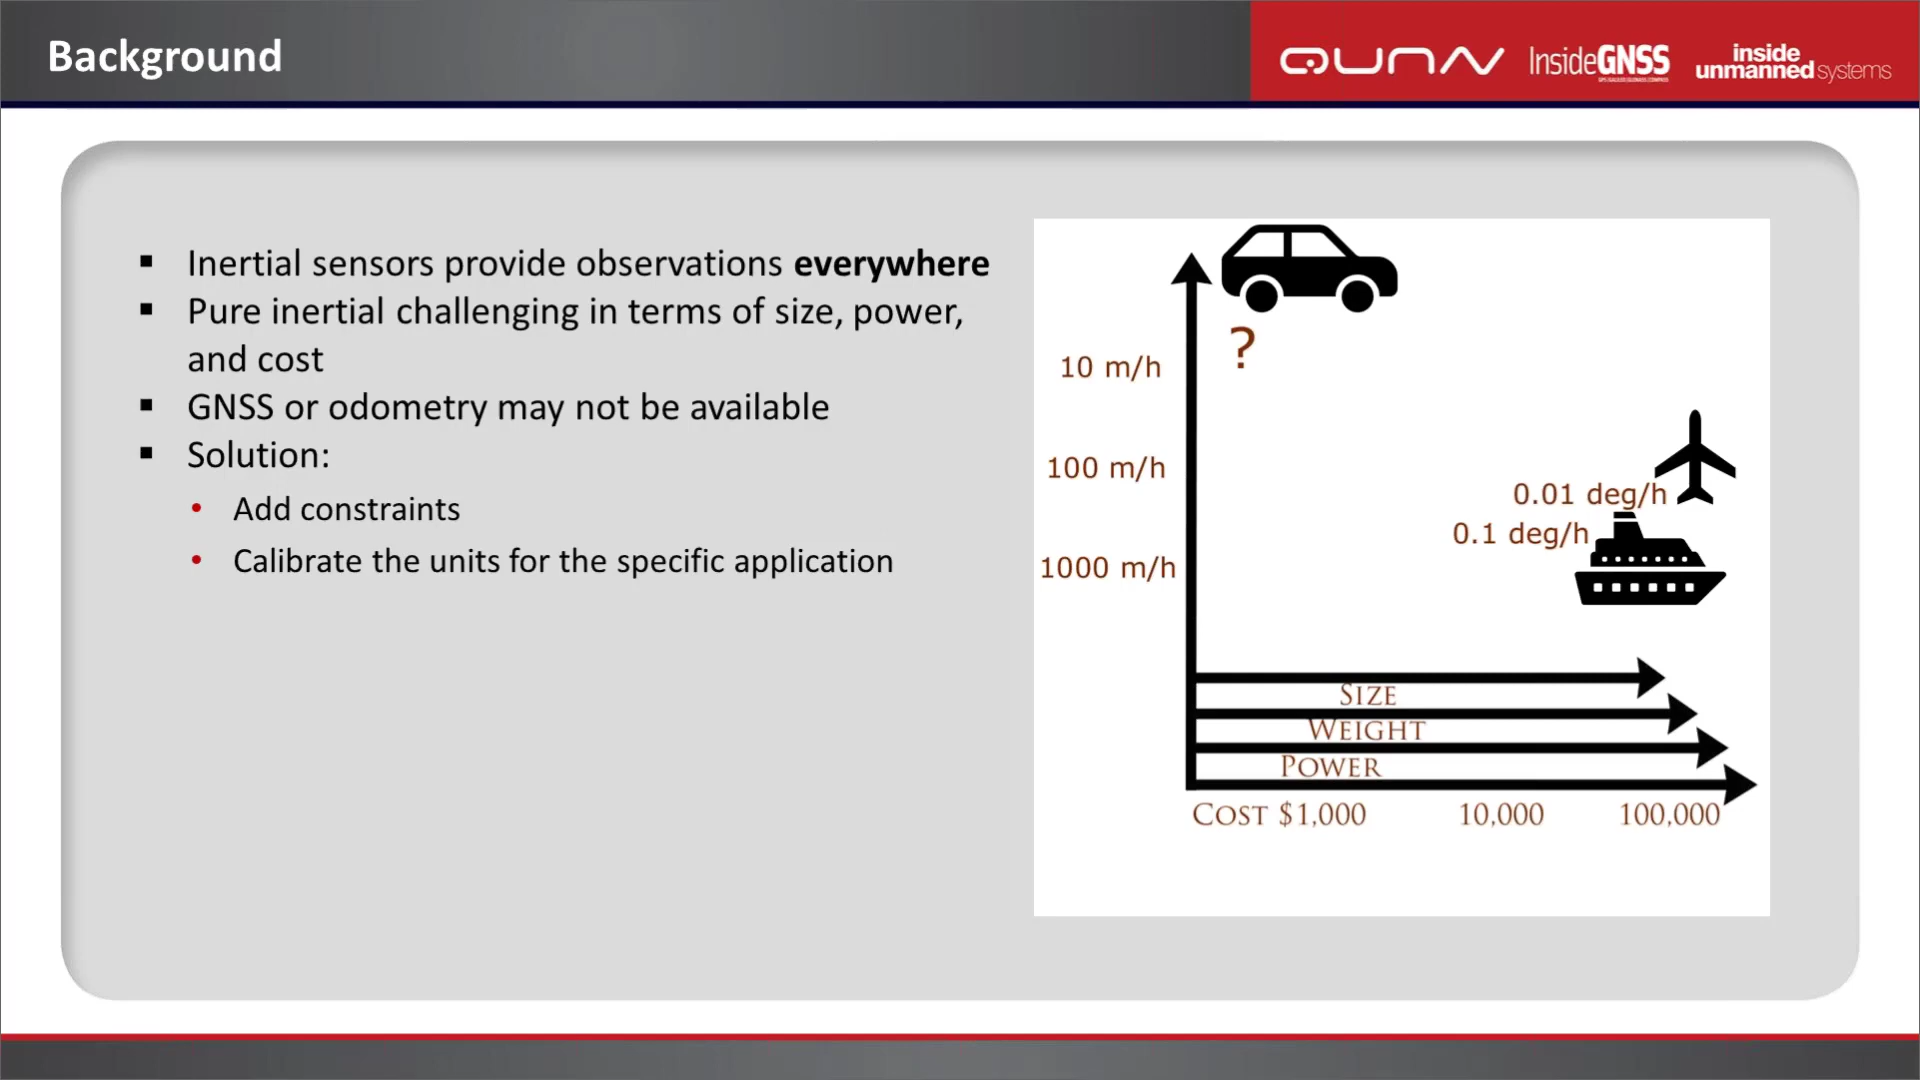 Background
QUNAV
InsideGNSS
inside
unmanned systems
Inertial sensors provide observations everywhere
Pure inertial challenging in terms of size, power,
and cost
GNSS or odometry may not be available
Solution:
Add constraints
Calibrate the units for the specific application
?
10 m/h
100 m/h
0.01 deg/h
0.1 deg/h
1000 m/h
SIZE
WEIGHT
POWER
COST $1,000 10,000 100,000